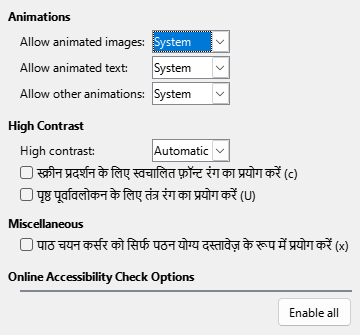 Animations
Allow animated images: System
Allow animated text: System
Allow other animations: System
High Contrast
High contrast: Automatic
स्क्रीन प्रदर्शन के लिए स्वचालित फ़ॉन्ट रंग का प्रयोग करें (c)
पृष्ठ पूर्वावलोकन के लिए तंत्र रंग का प्रयोग करें (U)
Miscellaneous
पाठ चयन कर्सर को सिर्फ पठन योग्य दस्तावेज़ के रूप में प्रयोग करें (x)
Online Accessibility Check Options
Enable all